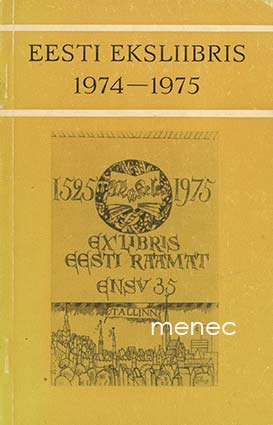 EESTI EKSLIIBRIS
1974—1975
1525 1975
EX LIBRIS
EESTI RAAMAT
ENSV 35
TALLINN
menec